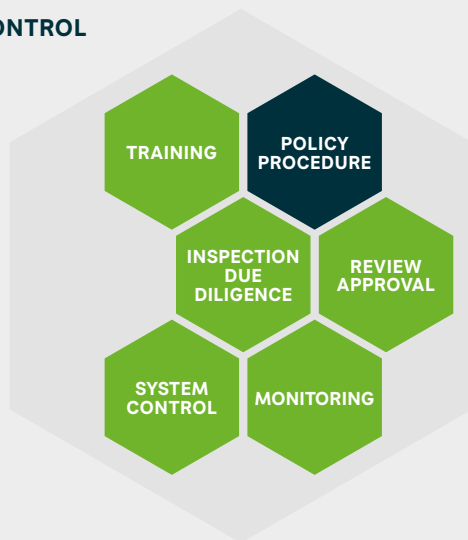 ONTROL
TRAINING
POLICY
PROCEDURE
INSPECTION
DUE
DILIGENCE
REVIEW
APPROVAL
SYSTEM
CONTROL
MONITORING